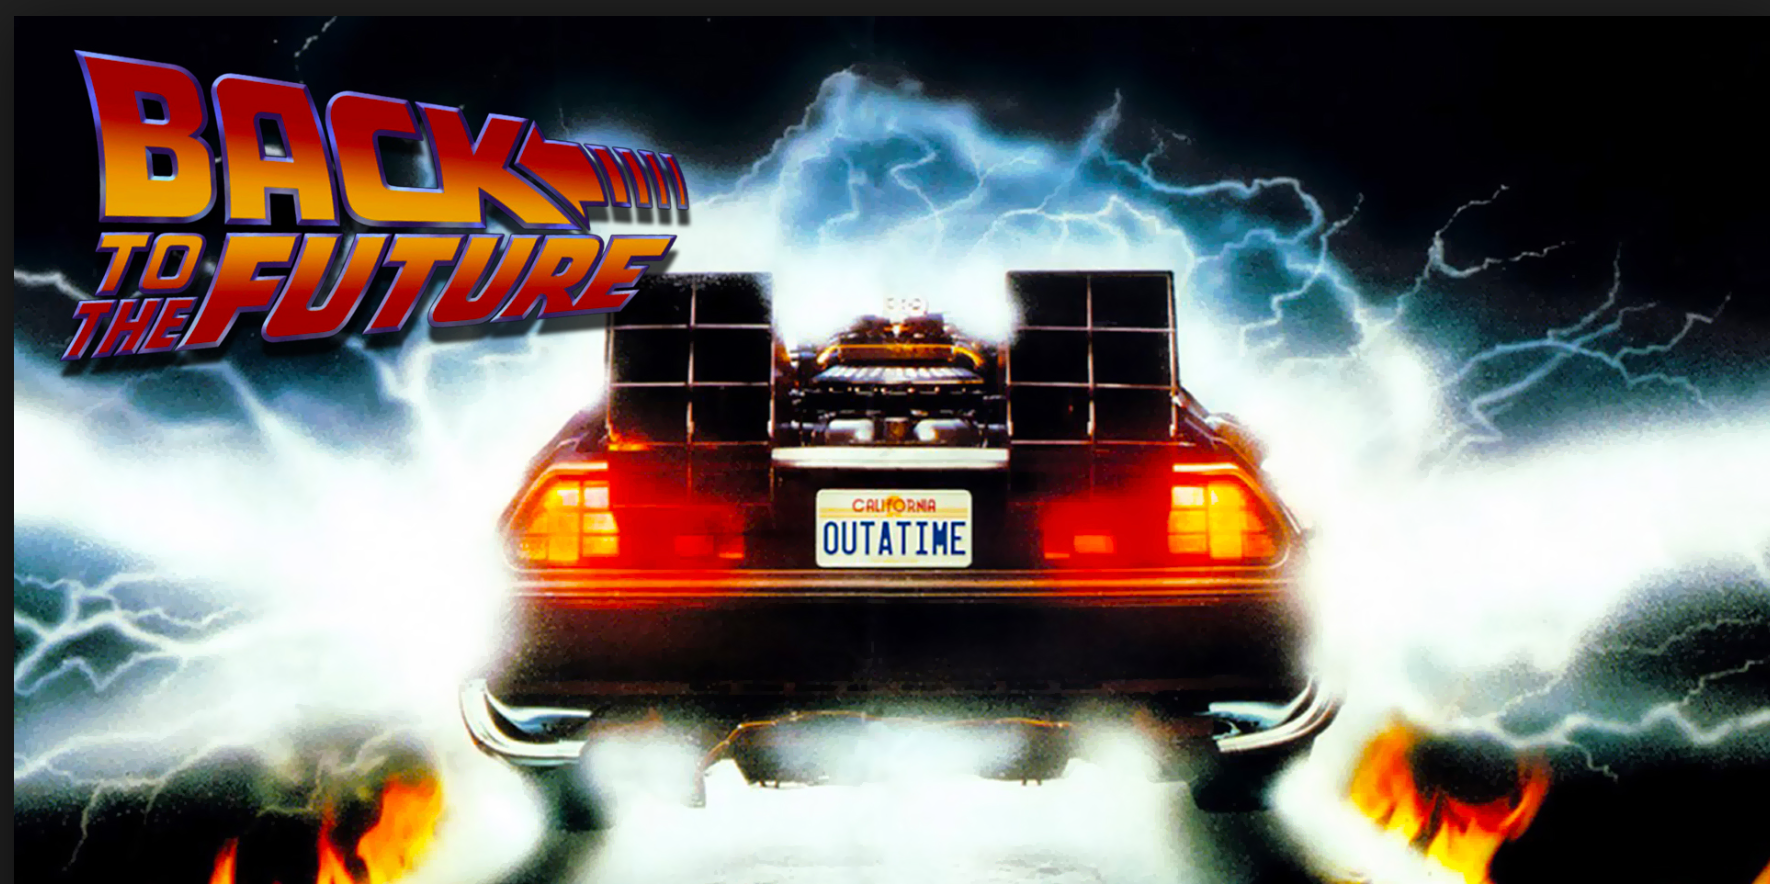 BACK
TO
THE FUTURE
CALIFORNIA
OUTATIME